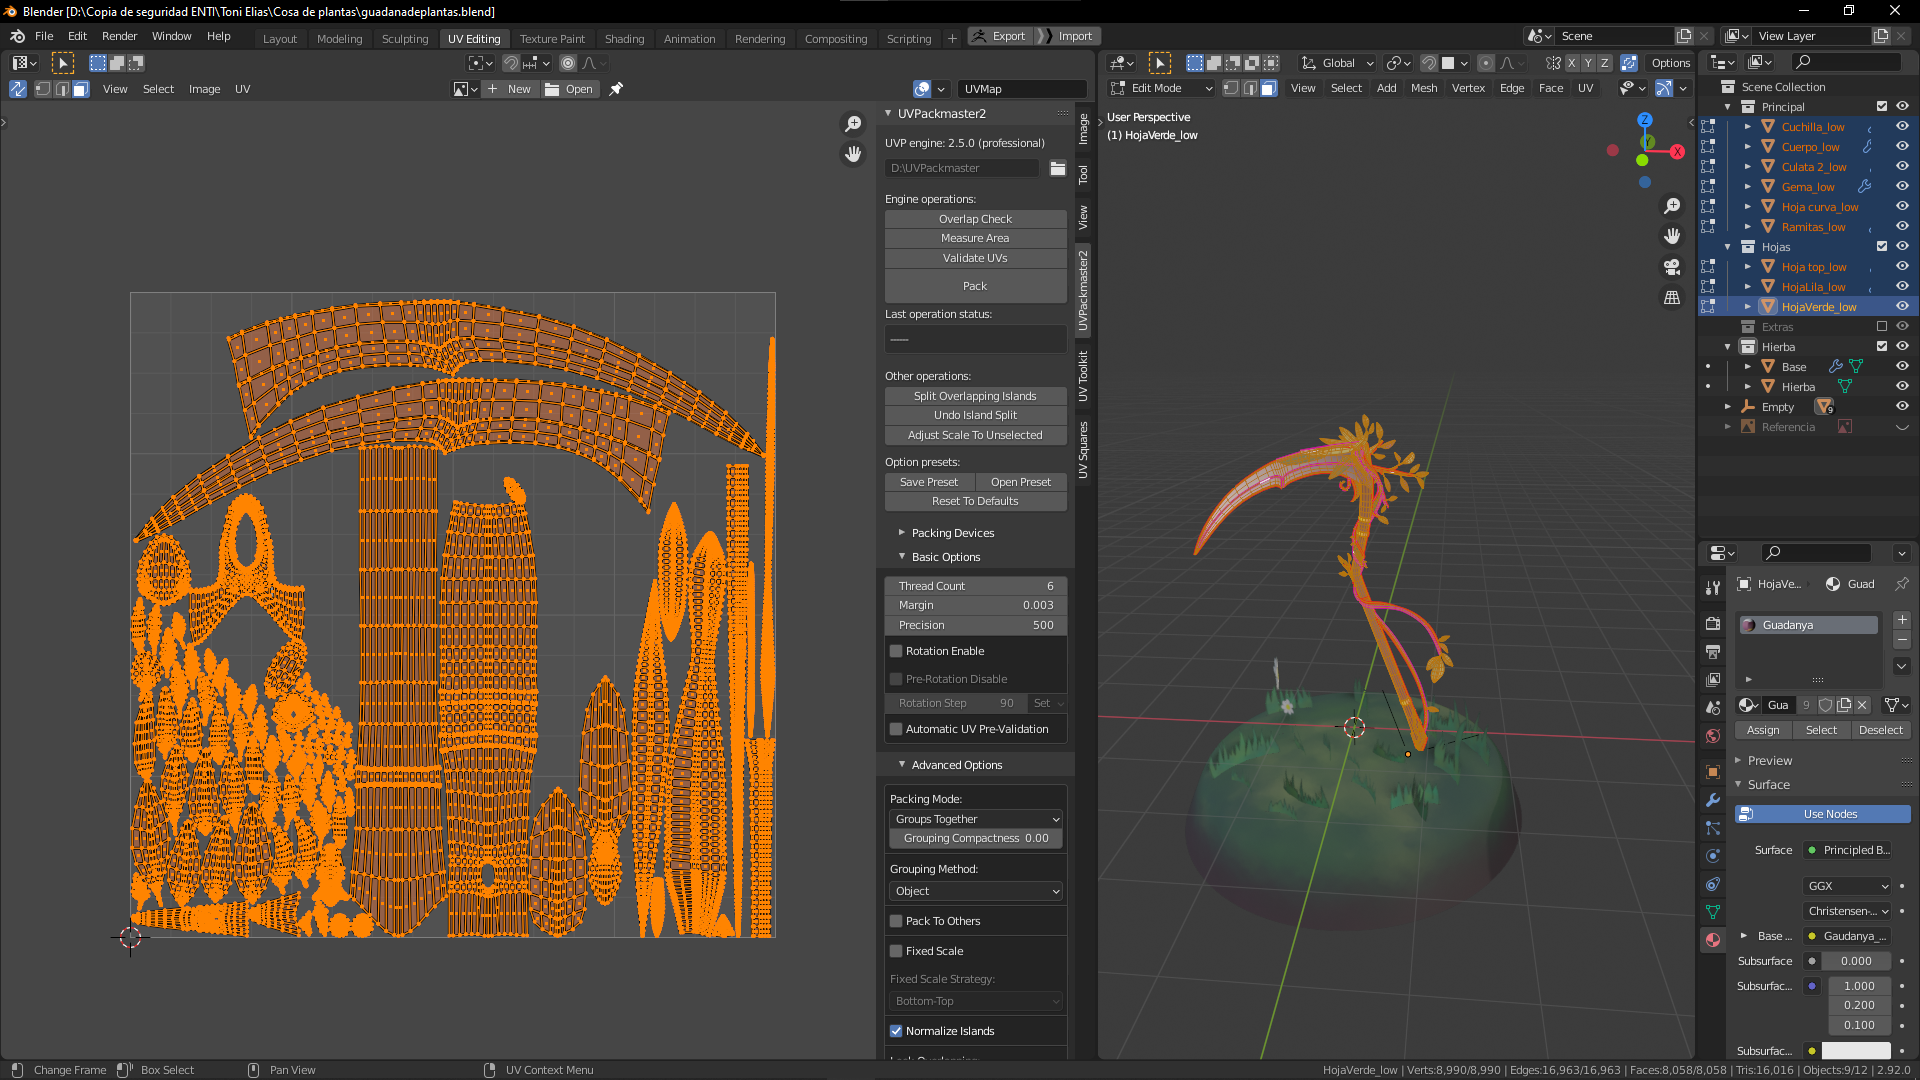 Blender [D:\Copia de seguridad ENTI\Toni Elias\Cosa de plantas\guadanadeplantas.blend]
File Edit Render Window Help
Layout Modeling Sculpting UV Editing Texture Paint Shading Animation Rendering Compositing Scripting + Export Import
Scene
View Layer
Global
X Y Z
Options
View Select Image UV
New
Open
UVMap
Edit Mode
View Select Add Mesh Vertex Edge Face UV
UVPackmaster2
UVP engine: 2.5.0 (professional)
D:\UVPackmaster
Engine operations:
Overlap Check
Measure Area
Validate UVs
Pack
Last operation status:
-----
Other operations:
Split Overlapping Islands
Undo Island Split
Adjust Scale To Unselected
Option presets:
Save Preset
Open Preset
Reset To Defaults
Packing Devices
Basic Options
Thread Count 6
Margin 0.003
Precision 500
Rotation Enable
Pre-Rotation Disable
Rotation Step 90 Set
Automatic UV Pre-Validation
Advanced Options
Packing Mode:
Groups Together
Grouping Compactness 0.00
Grouping Method:
Object
Pack To Others
Fixed Scale
Fixed Scale Strategy:
Bottom-Top
Normalize Islands
Image
Tool
View
UVPackmaster2
UV Toolkit
UV Squares
User Perspective
(1) HojaVerde_low
Z
Y
X
Scene Collection
Principal
Cuchilla_low
Cuerpo_low
Culata 2_low
Gema_low
Hoja curva_low
Ramitas_low
Hojas
Hoja top_low
HojaLila_low
HojaVerde_low
Extras
Hierba
Base
Hierba
Empty 9
Referencia
HojaVe... Guad
Guadanya
Gua 9
Assign Select Deselect
Preview
Surface
Use Nodes
Surface Principled B...
GGX
Christensen-...
Base ... Gaudanya_...
Subsurface 0.000
Subsurfac... 1.000
0.200
0.100
Subsurfac...
Change Frame
Box Select
Pan View
UV Context Menu
HojaVerde_low | Verts:8,990/8,990 | Edges:16,963/16,963 | Faces:8,058/8,058 | Tris:16,016 | Objects:9/12 | 2.92.0